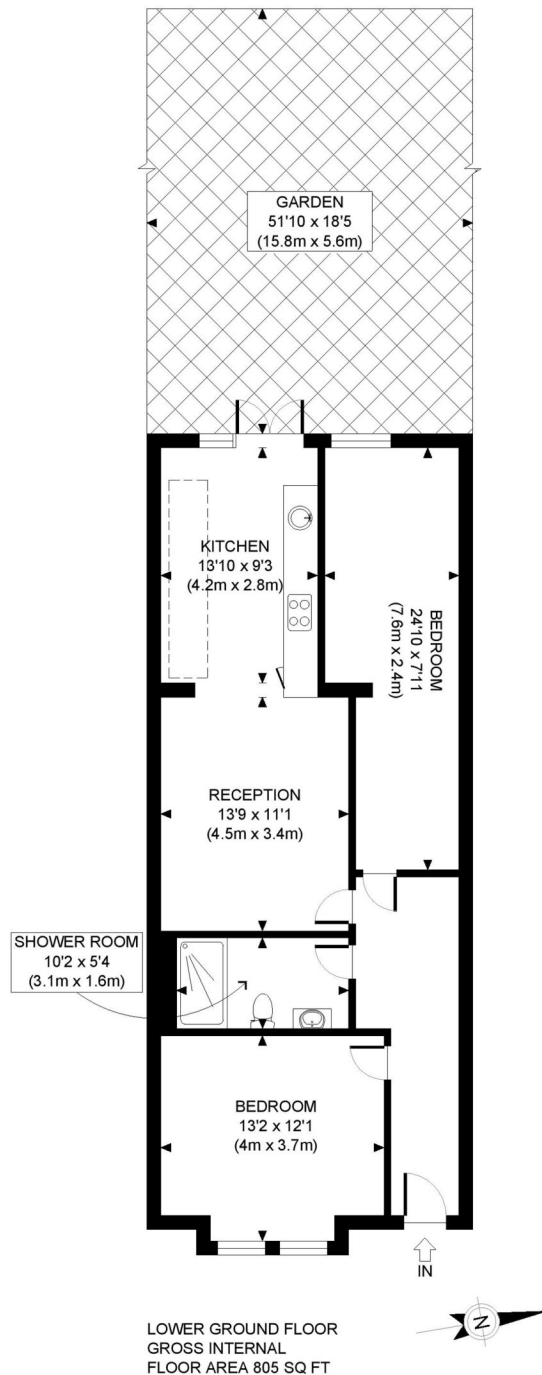 GARDEN
51'10 x 18'5
(15.8m x 5.6m)
KITCHEN
13'10 x 9'3
(4.2m x 2.8m)
BEDROOM
24'10 x 7'11
(7.6m x 2.4m)
RECEPTION
13'9 x 11'1
(4.5m x 3.4m)
SHOWER ROOM
10'2 x 5'4
(3.1m x 1.6m)
BEDROOM
13'2 x 12'1
(4m x 3.7m)
IN
N
LOWER GROUND FLOOR
GROSS INTERNAL
FLOOR AREA 805 SQ FT